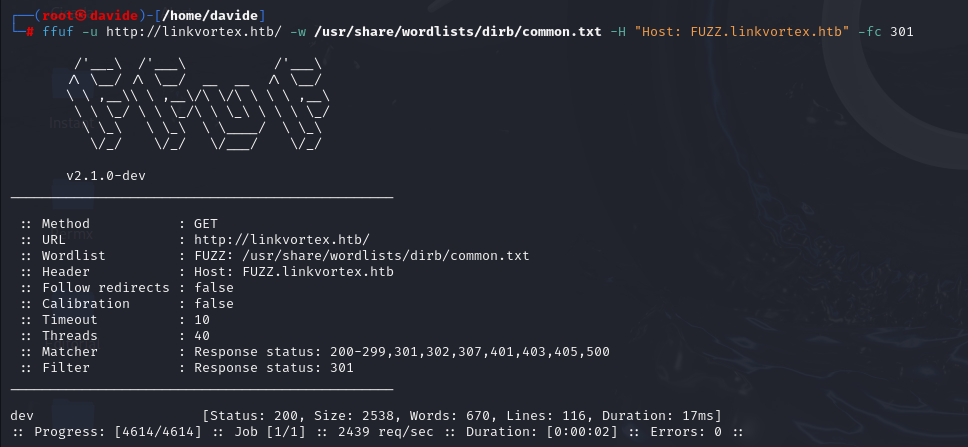 ┌──(root㉿davide)-[/home/davide]
└─# ffuf -u http://linkvortex.htb/ -w /usr/share/wordlists/dirb/common.txt -H "Host: FUZZ.linkvortex.htb" -fc 301
v2.1.0-dev
:: Method : GET
:: URL : http://linkvortex.htb/
:: Wordlist : FUZZ: /usr/share/wordlists/dirb/common.txt
:: Header : Host: FUZZ.linkvortex.htb
:: Follow redirects : false
:: Calibration : false
:: Timeout : 10
:: Threads : 40
:: Matcher : Response status: 200-299,301,302,307,401,403,405,500
:: Filter : Response status: 301
dev [Status: 200, Size: 2538, Words: 670, Lines: 116, Duration: 17ms]
:: Progress: [4614/4614] :: Job [1/1] :: 2439 req/sec :: Duration: [0:00:02] :: Errors: 0 ::